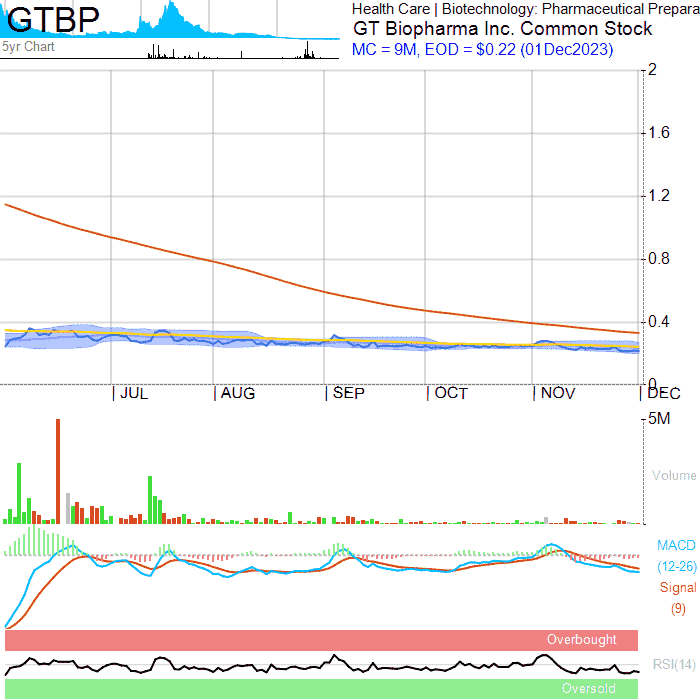 GTBP
5yr Chart
Health Care | Biotechnology: Pharmaceutical Prepara
GT Biopharma Inc. Common Stock
MC = 9M, EOD = $0.22 (01Dec2023)
2
1.6
1.2
0.8
0.4
0
JUL
AUG
SEP
OCT
NOV
DEC
5M
Volume
MACD
(12-26)
Signal
(9)
Overbought
RSI(14)
Oversold